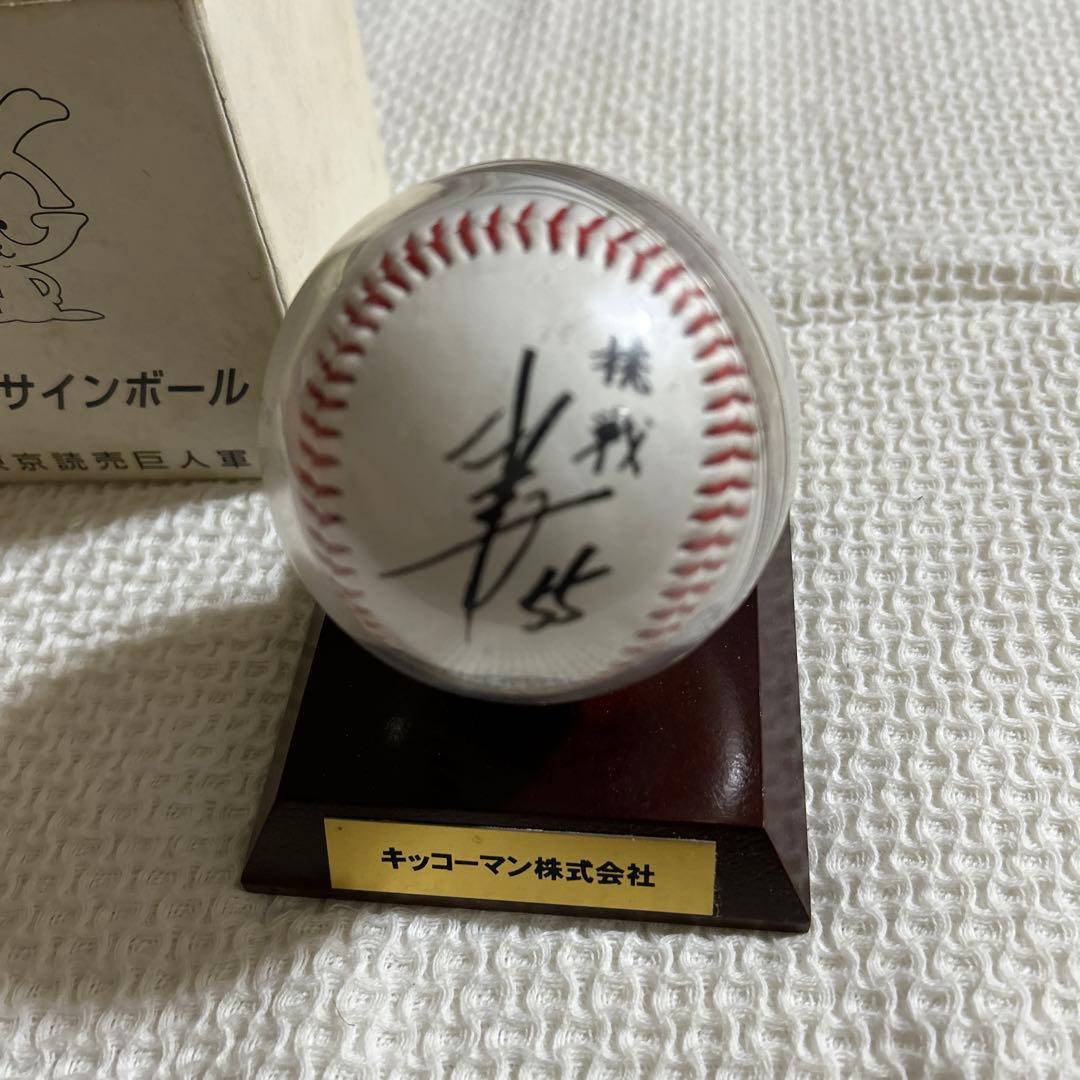 サインボール
京読売巨人軍
挑戦
55
キッコーマン株式会社